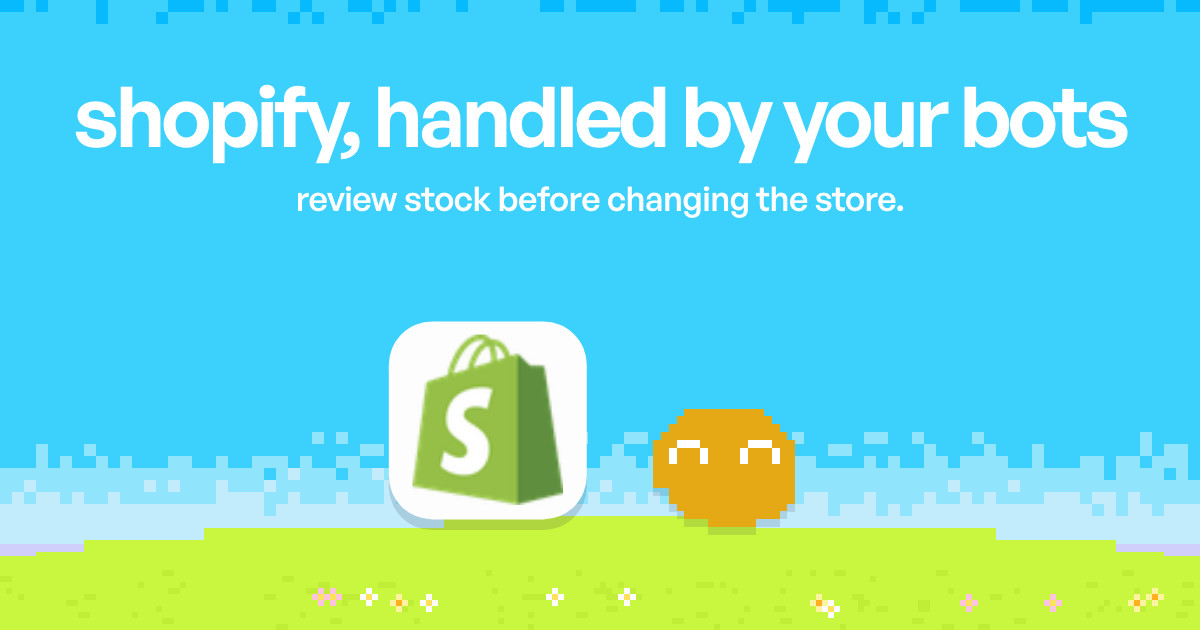 shopify, handled by your bots
review stock before changing the store.
S